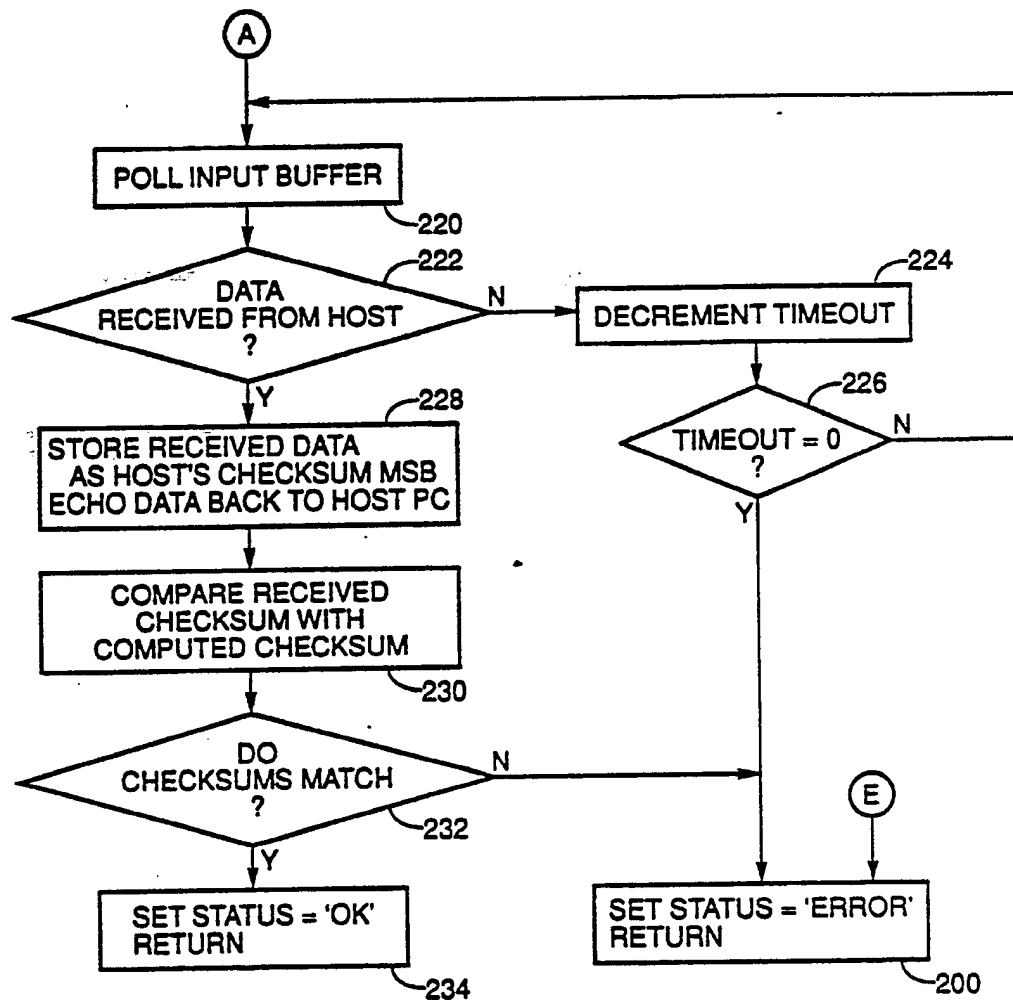 A
POLL INPUT BUFFER
220
222
DATA
RECEIVED FROM HOST
?
N
Y
224
DECREMENT TIMEOUT
226
TIMEOUT = 0
?
N
Y
228
STORE RECEIVED DATA
AS HOST'S CHECKSUM MSB
ECHO DATA BACK TO HOST PC
COMPARE RECEIVED
CHECKSUM WITH
COMPUTED CHECKSUM
230
DO
CHECKSUMS MATCH
?
N
232
Y
E
SET STATUS = 'OK'
RETURN
234
SET STATUS = 'ERROR'
RETURN
200